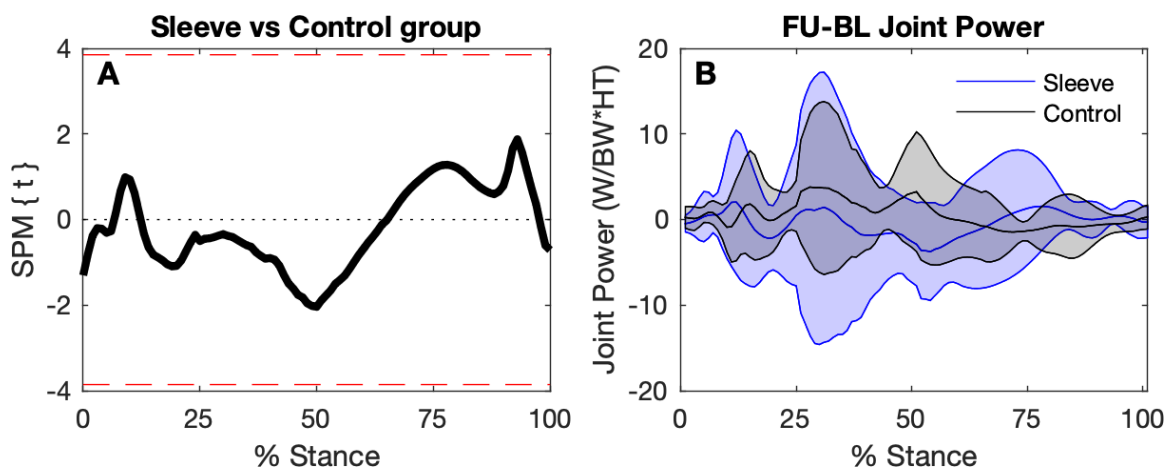 Sleeve vs Control group
A
SPM { t }
4
2
0
-2
-4
0 25 50 75 100
% Stance
FU-BL Joint Power
B
Sleeve
Control
Joint Power (W/BW*HT)
20
10
0
-10
-20
0 25 50 75 100
% Stance